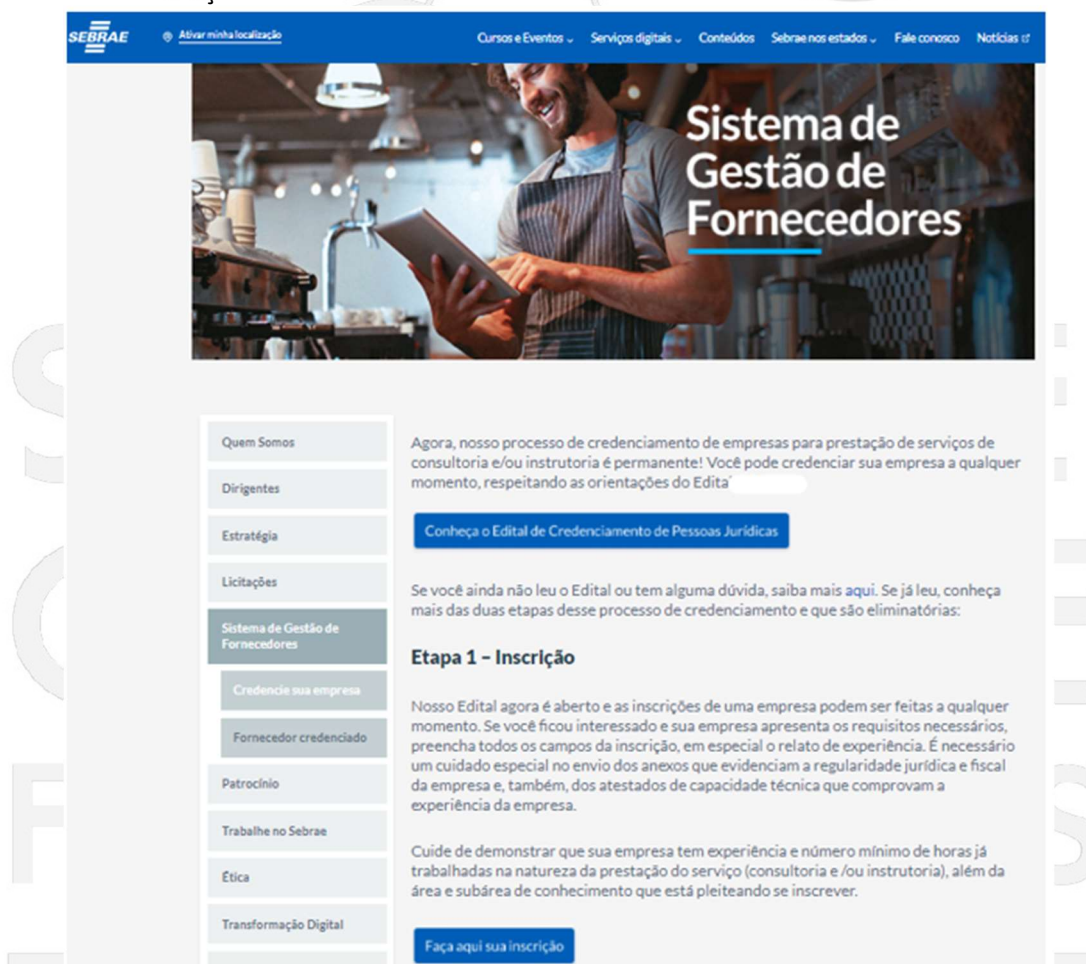 SEBRAE
Ativar minha localização
Cursos e Eventos
Serviços digitais
Conteúdos
Sebrae nos estados
Fale conosco
Notícias
Sistema de
Gestão de
Fornecedores
Quem Somos
Dirigentes
Estratégia
Licitações
Sistema de Gestão de
Fornecedores
Credencie sua empresa
Fornecedor credenciado
Patrocínio
Trabalhe no Sebrae
Ética
Transformação Digital
Agora, nosso processo de credenciamento de empresas para prestação de serviços de
consultoria e/ou instrutoria é permanente! Você pode credenciar sua empresa a qualquer
momento, respeitando as orientações do
Conheça o Edital de Credenciamento de Pessoas Jurídicas
Se você ainda não leu o Edital ou tem alguma dúvida, saiba mais aqui. Se já leu, conheça
mais das duas etapas desse processo de credenciamento e que são eliminatórias:
Etapa 1 – Inscrição
Nosso Edital agora é aberto e as inscrições de uma empresa podem ser feitas a qualquer
momento. Se você ficou interessado e sua empresa apresenta os requisitos necessários,
preencha todos os campos da inscrição, em especial o relato de experiência. É necessário
um cuidado especial no envio dos anexos que evidenciam a regularidade jurídica e fiscal
da empresa e, também, dos atestados de capacidade técnica que comprovam a
experiência da empresa.
Cuide de demonstrar que sua empresa tem experiência e número mínimo de horas já
trabalhadas na natureza da prestação do serviço (consultoria e /ou instrutoria), além da
área e subárea de conhecimento que está pleiteando se inscrever.
Faça aqui sua inscrição